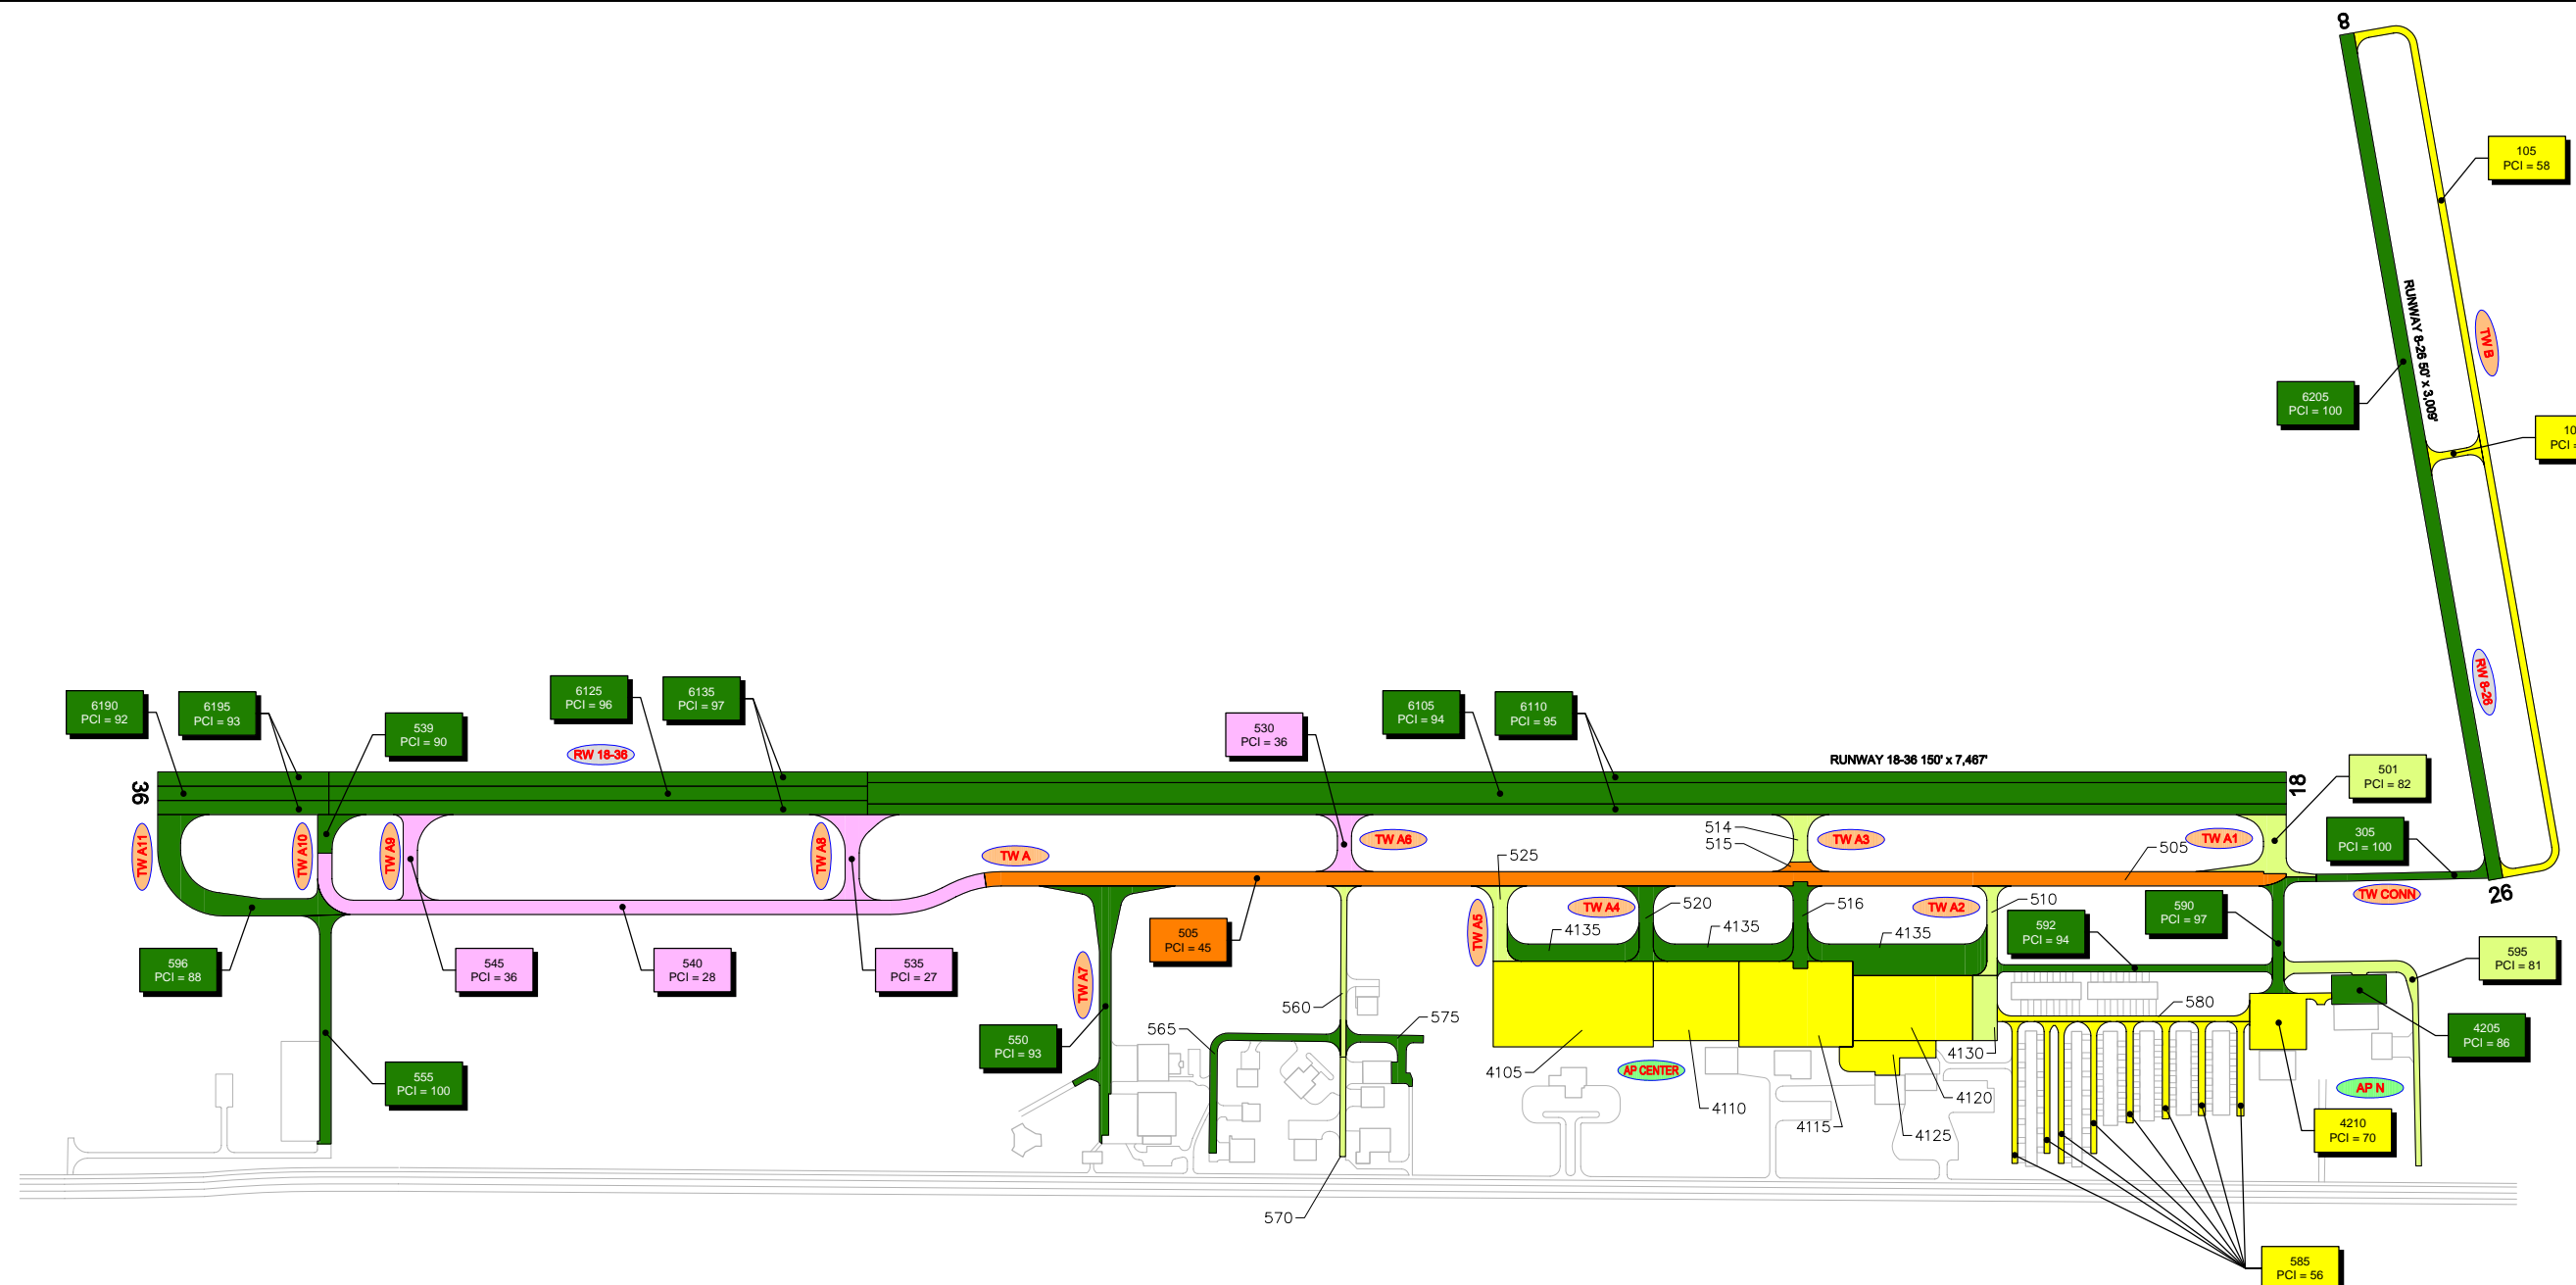 8
105
PCI = 58
TW B
RUNWAY 8-26 50' x 3,009'
6205
PCI = 100
PCI =
RW 8-26
6190
PCI = 92
6195
PCI = 93
539
PCI = 90
6125
PCI = 96
6135
PCI = 97
RW 18-36
530
PCI = 36
6105
PCI = 94
6110
PCI = 95
RUNWAY 18-36 150' x 7,467'
501
PCI = 82
36
18
TW A11
TW A10
TW A9
TW A8
TW A
TW A6
514
515
TW A3
TW A1
505
305
PCI = 100
TW CONN
26
525
TW A5
TW A4
520
516
TW A2
510
4135
4135
4135
592
PCI = 94
590
PCI = 97
595
PCI = 81
596
PCI = 88
545
PCI = 36
540
PCI = 28
535
PCI = 27
505
PCI = 45
TW A7
550
PCI = 93
560
565
575
580
555
PCI = 100
4105
AP CENTER
4110
4115
4120
4125
4130
4205
PCI = 86
AP N
4210
PCI = 70
570
585
PCI = 56